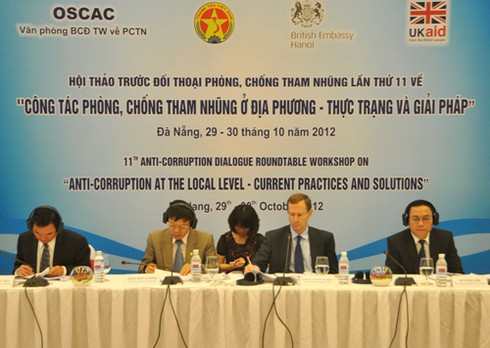 OSCAC
Văn phòng BCĐ TW về PCTN
British Embassy
Hanoi
UKaid
HỘI THẢO TRƯỚC ĐỐI THOẠI PHÒNG, CHỐNG THAM NHŨNG LẦN THỨ 11 VỀ
"CÔNG TÁC PHÒNG, CHỐNG THAM NHŨNG Ở ĐỊA PHƯƠNG - THỰC TRẠNG VÀ GIẢI PHÁP"
Đà Nẵng, 29 - 30 tháng 10 năm 2012
11TH ANTI-CORRUPTION DIALOGUE ROUNDTABLE WORKSHOP ON
"ANTI-CORRUPTION AT THE LOCAL LEVEL - CURRENT PRACTICES AND SOLUTIONS"
29th October 2012